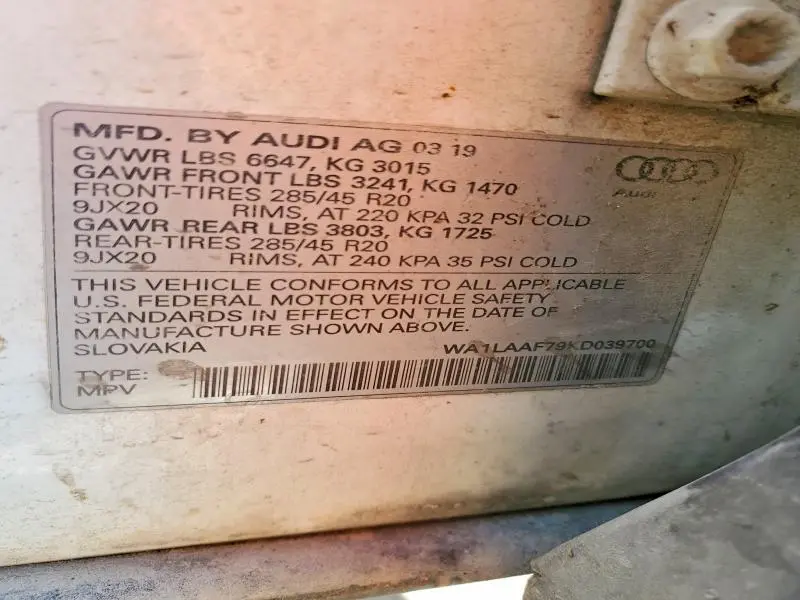 MFD. BY AUDI AG 03 19
GVWR LBS 6647, KG 3015
GAWR FRONT LBS 3241, KG 1470
FRONT-TIRES 285/45 R20
9JX20 RIMS, AT 220 KPA 32 PSI COLD
GAWR REAR LBS 3803, KG 1725
REAR-TIRES 285/45 R20
9JX20 RIMS, AT 240 KPA 35 PSI COLD
AUDI
THIS VEHICLE CONFORMS TO ALL APPLICABLE
U.S. FEDERAL MOTOR VEHICLE SAFETY
STANDARDS IN EFFECT ON THE DATE OF
MANUFACTURE SHOWN ABOVE.
SLOVAKIA WA1LAAF79KD039700
TYPE:
MPV